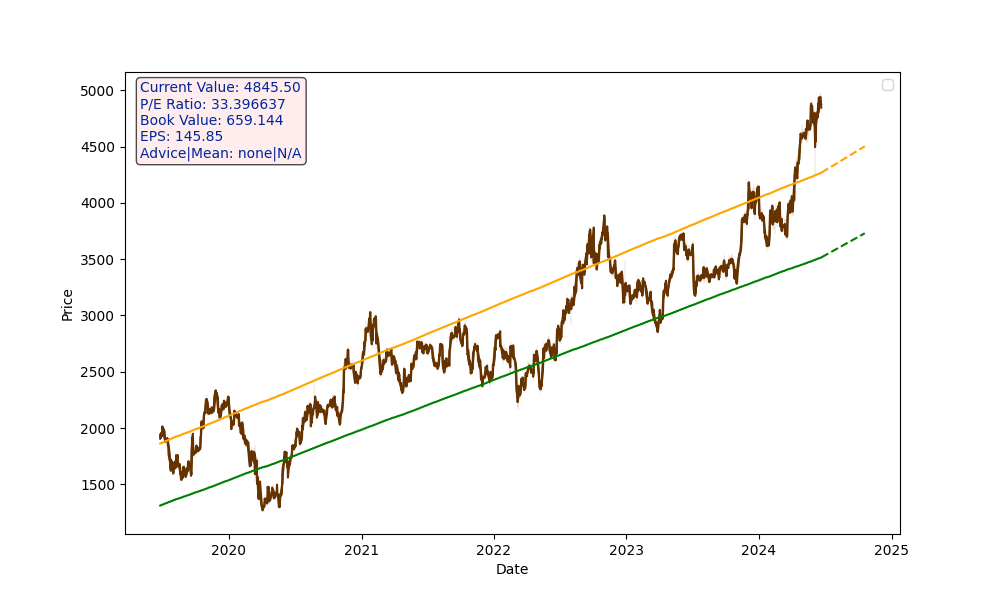 Current Value: 4845.50
P/E Ratio: 33.396637
Book Value: 659.144
EPS: 145.85
Advice|Mean: none|N/A
5000
4500
4000
3500
3000
2500
2000
1500
Price
2020 2021 2022 2023 2024 2025
Date